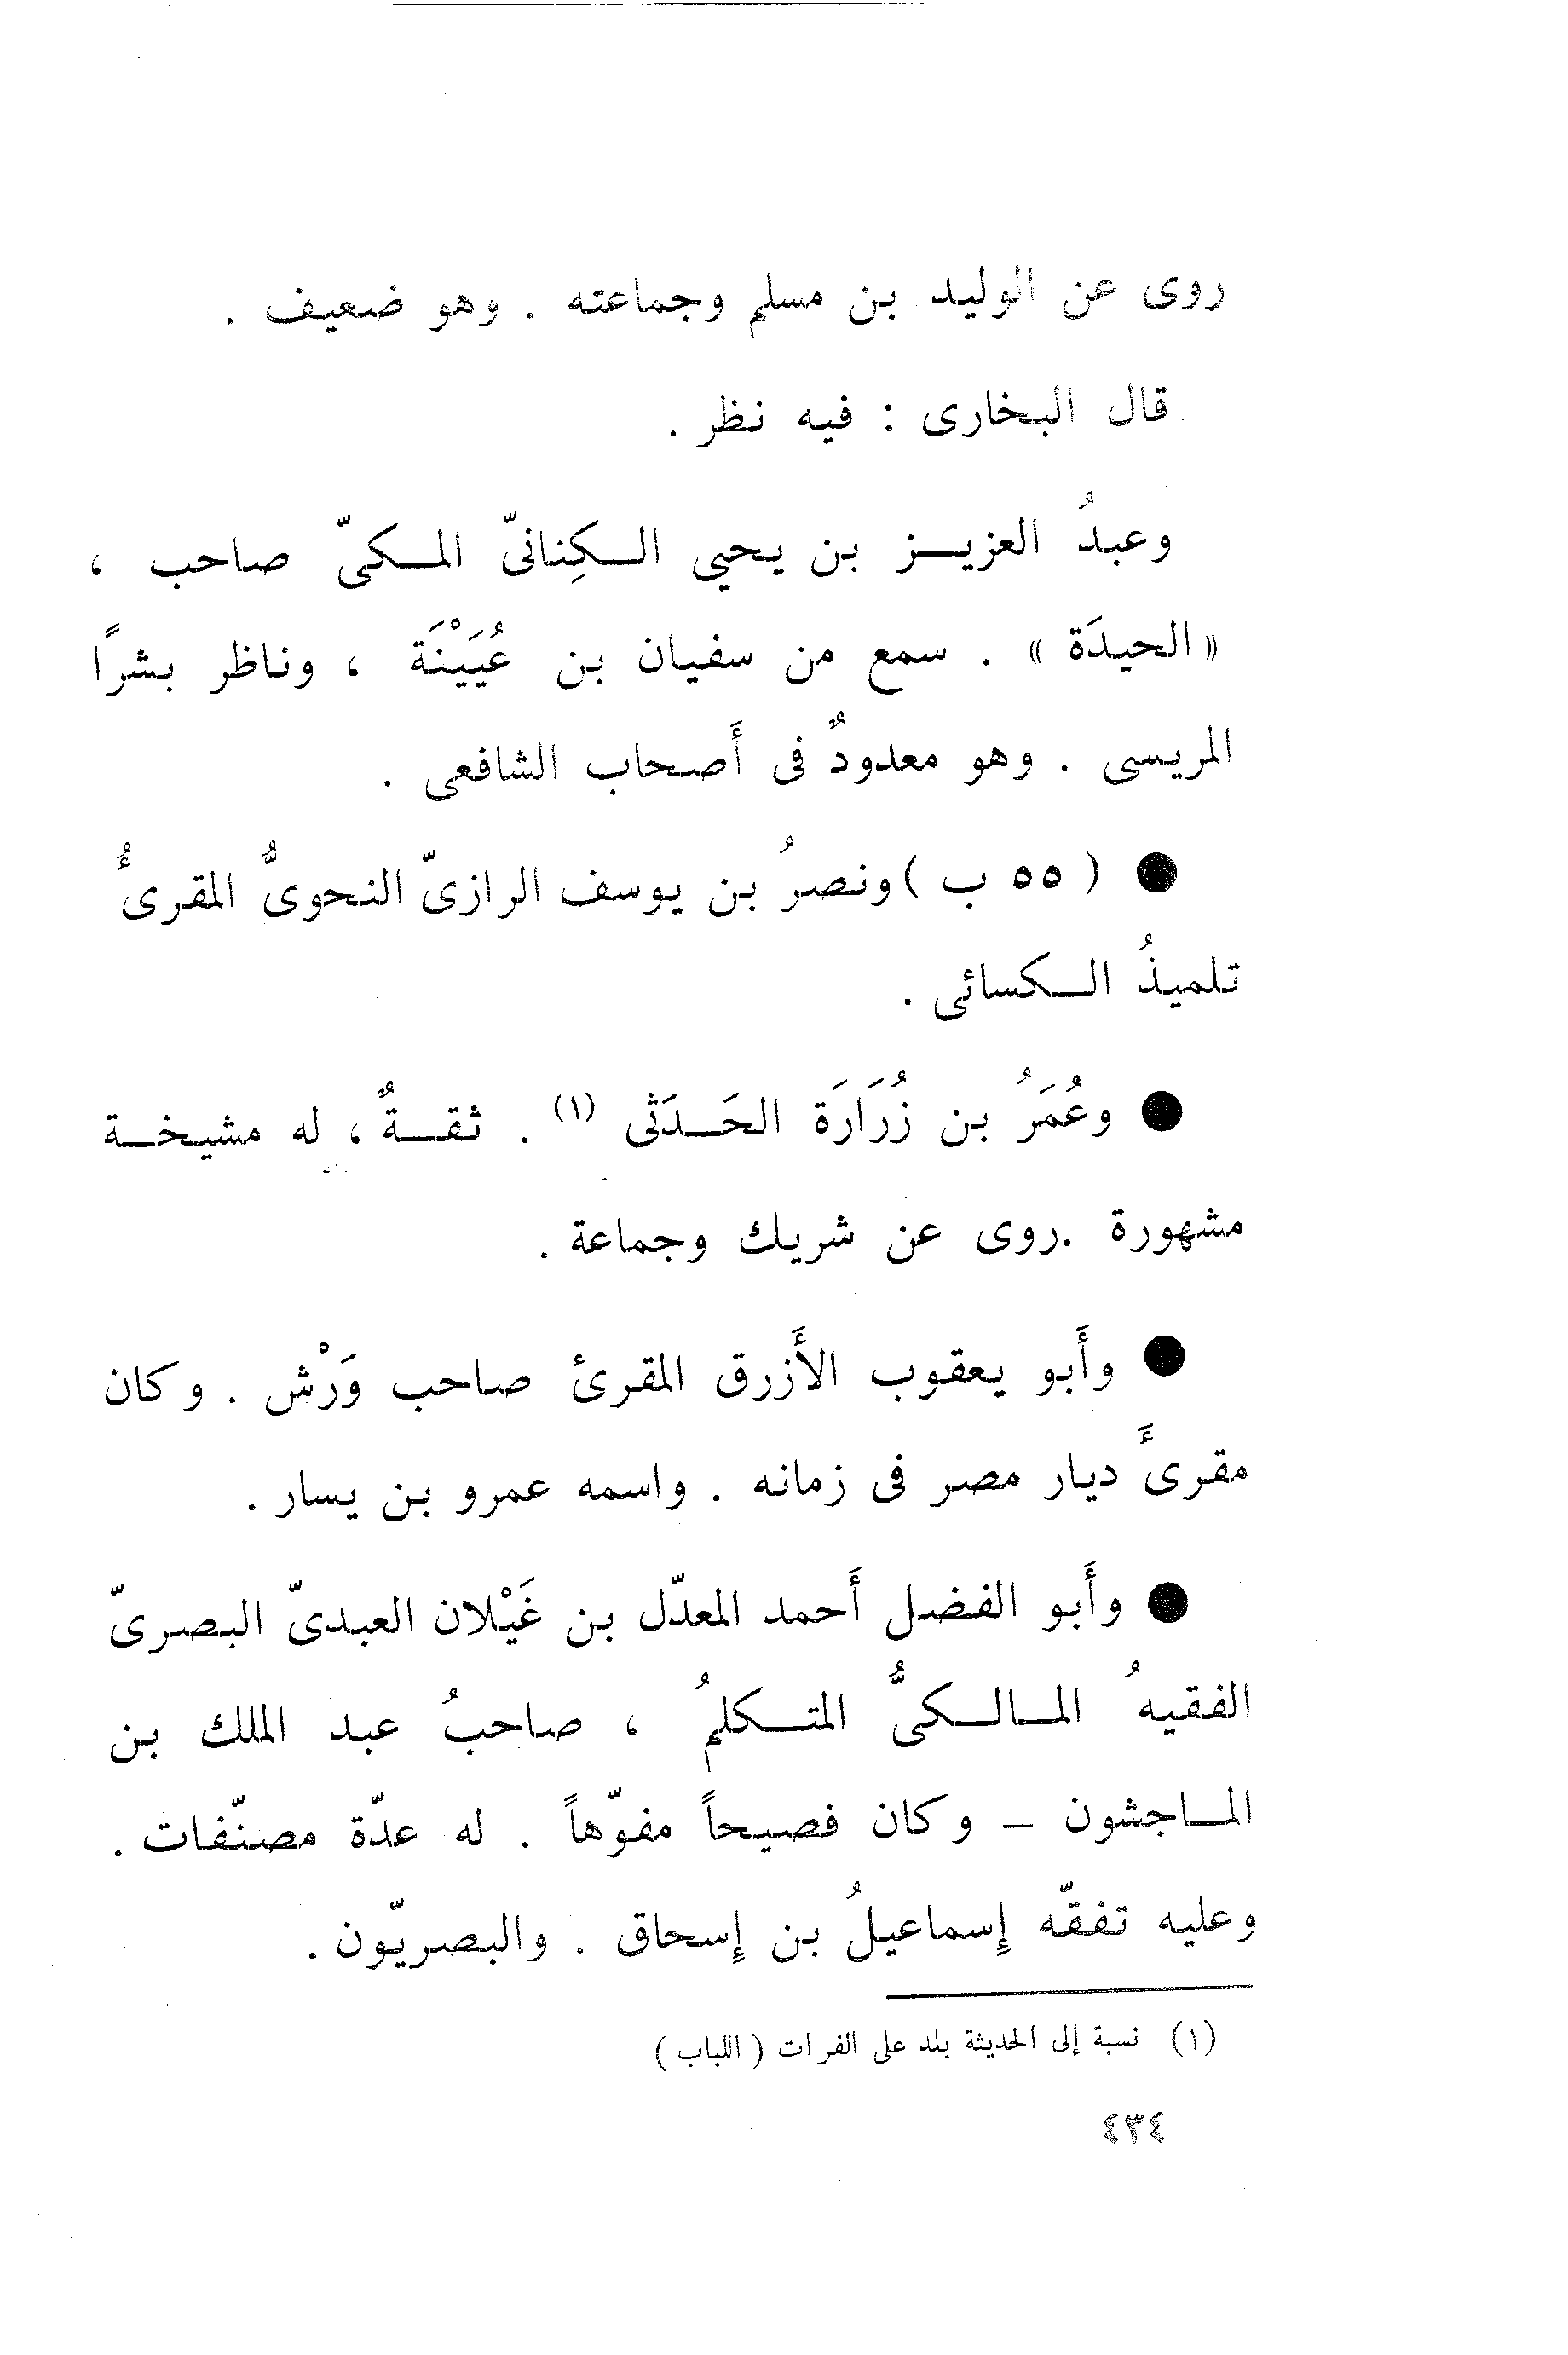 روى عن الوليد بن مسلم وجماعته . وهو ضعيف .
قال البخارى : فيه نظر .
وعبدُ العزيز بن يحيي الكِنانىّ المكىّ صاحب ،
« الحيدَة » . سمع من سفيان بن عُيَيْنَة ، وناظر بشرًا
المريسى . وهو معدودٌ فى أَصحاب الشافعى .
● ( ٥٥ ب ) ونصرُ بن يوسف الرازىّ النحوىُّ المقرىُٔ
تلميذُ الكسائى .
● وعُمَرُ بن زُرَارَة الحَدَثى (١) . ثقةٌ ، له مشيخة
مشهورة .روى عن شريك وجماعة .
● وأَبو يعقوب الأَزرق المقرئ صاحب وَرْش . وكان
مقرىَٔ ديار مصر فى زمانه . واسمه عمرو بن يسار .
● وأَبو الفضل أَحمد المعدّل بن غَيْلان العبدىّ البصرىّ
الفقيهُ المالكىُّ المتكلمُ ، صاحبُ عبد الملك بن
الماجشون – وكان فصيحاً مفوّهاً . له عدّة مصنّفات .
وعليه تفقّه إِسماعيلُ بن إِسحاق . والبصريّون .
(١) نسبة إلى الحديثة بلد على الفرات ( اللباب )
٤٣٤